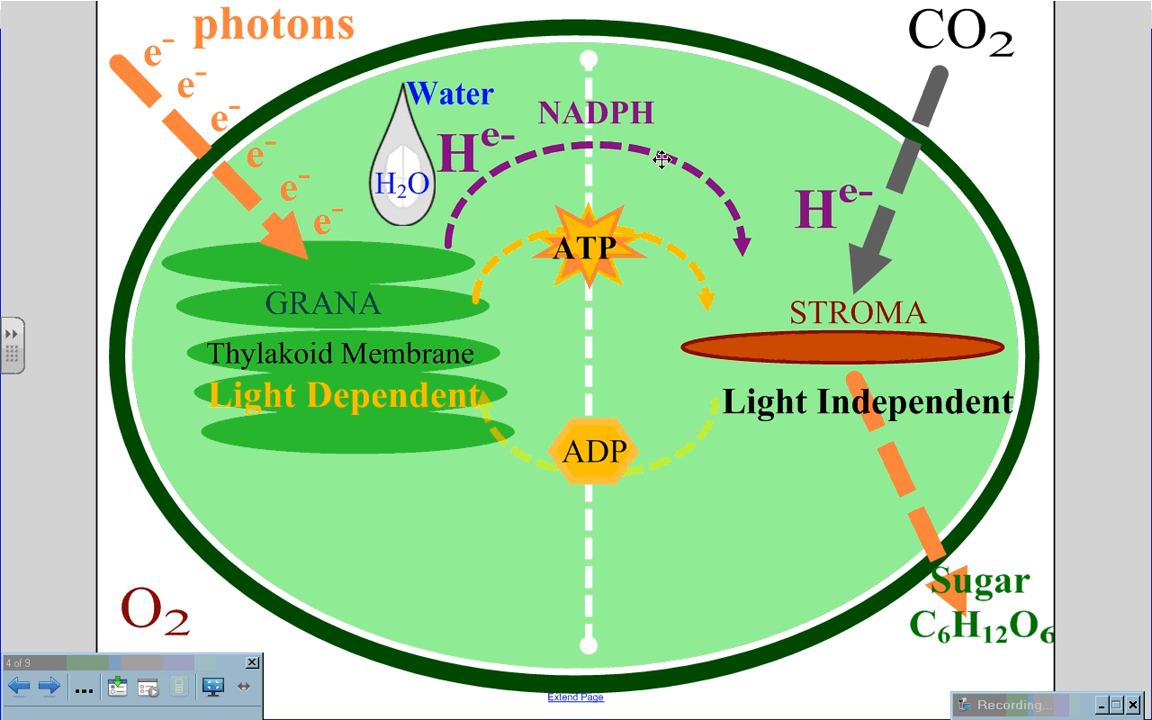 photons
CO₂
e⁻
e⁻
e⁻
e⁻
e⁻
e⁻
Water
H₂O
He-
NADPH
He-
ATP
GRANA
STROMA
Thylakoid Membrane
Light Dependent
Light Independent
ADP
O₂
Sugar
C₆H₁₂O₆
4 of 9
Extend Page
Recording...